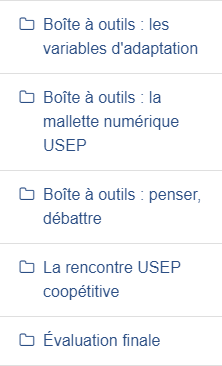 Boîte à outils : les
variables d'adaptation
Boîte à outils : la
mallette numérique
USEP
Boîte à outils : penser,
débattre
La rencontre USEP
coopétitive
Évaluation finale